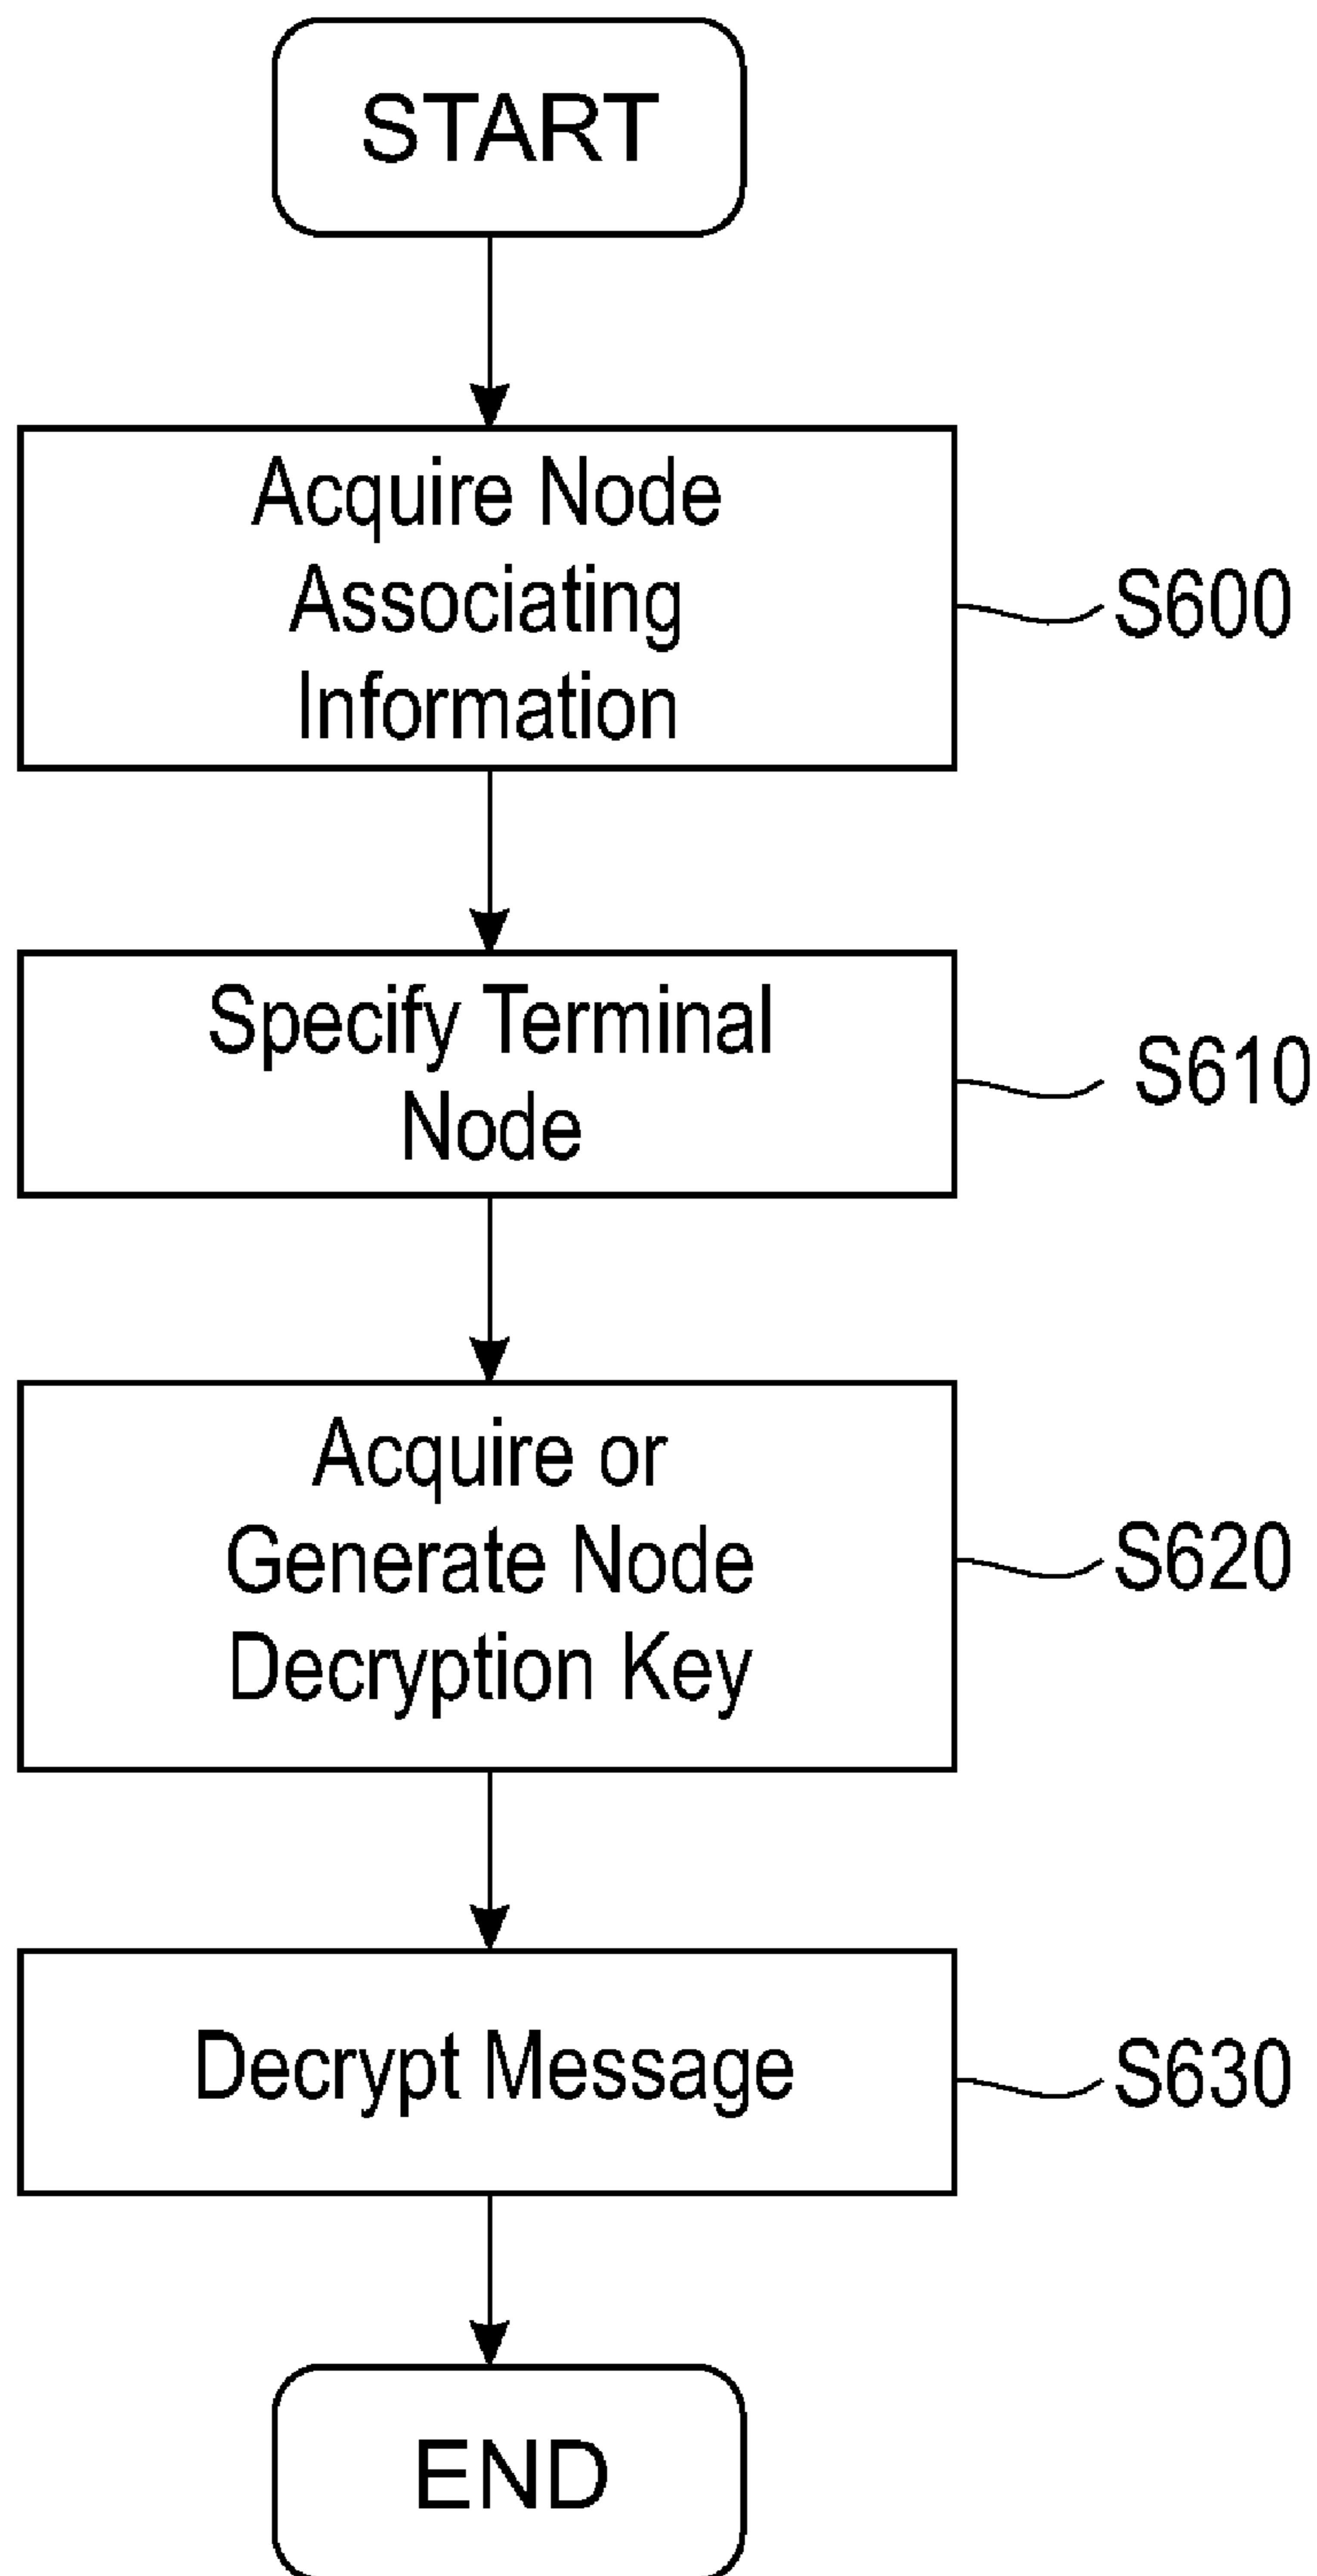 START
Acquire Node
Associating
Information
S600
Specify Terminal
Node
S610
Acquire or
Generate Node
Decryption Key
S620
Decrypt Message
S630
END